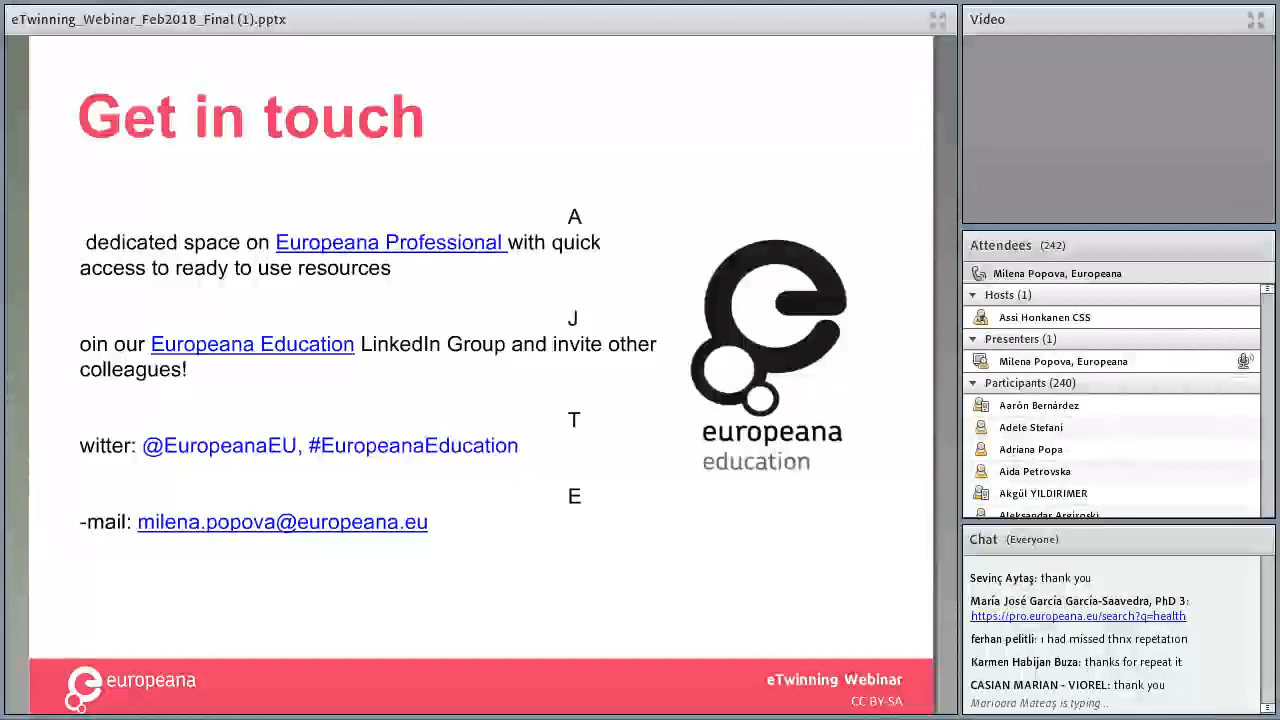 eTwinning_Webinar_Feb2018_Final (1).pptx
Get in touch
A
dedicated space on Europeana Professional with quick
access to ready to use resources
J
oin our Europeana Education LinkedIn Group and invite other
colleagues!
T
witter: @EuropeanaEU, #EuropeanaEducation
E
-mail: milena.popova@europeana.eu
europeana
education
europeana
eTwinning Webinar
CC BY-SA
Video
Attendees (242)
Milena Popova, Europeana
Hosts (1)
Assi Honkanen CSS
Presenters (1)
Milena Popova, Europeana
Participants (240)
Aarón Bernárdez
Adele Stefani
Adriana Popa
Aida Petrovska
Akgül YILDIRIMER
Aleksandar Argiroski
Chat (Everyone)
Sevinç Aytaş: thank you
María José García García-Saavedra, PhD 3:
https://pro.europeana.eu/search?q=health
ferhan pelitli: ı had missed thnx repetatıon
Karmen Habijan Buza: thanks for repeat it
CASIAN MARIAN - VIOREL: thank you
Marioara Mateaş is typing...